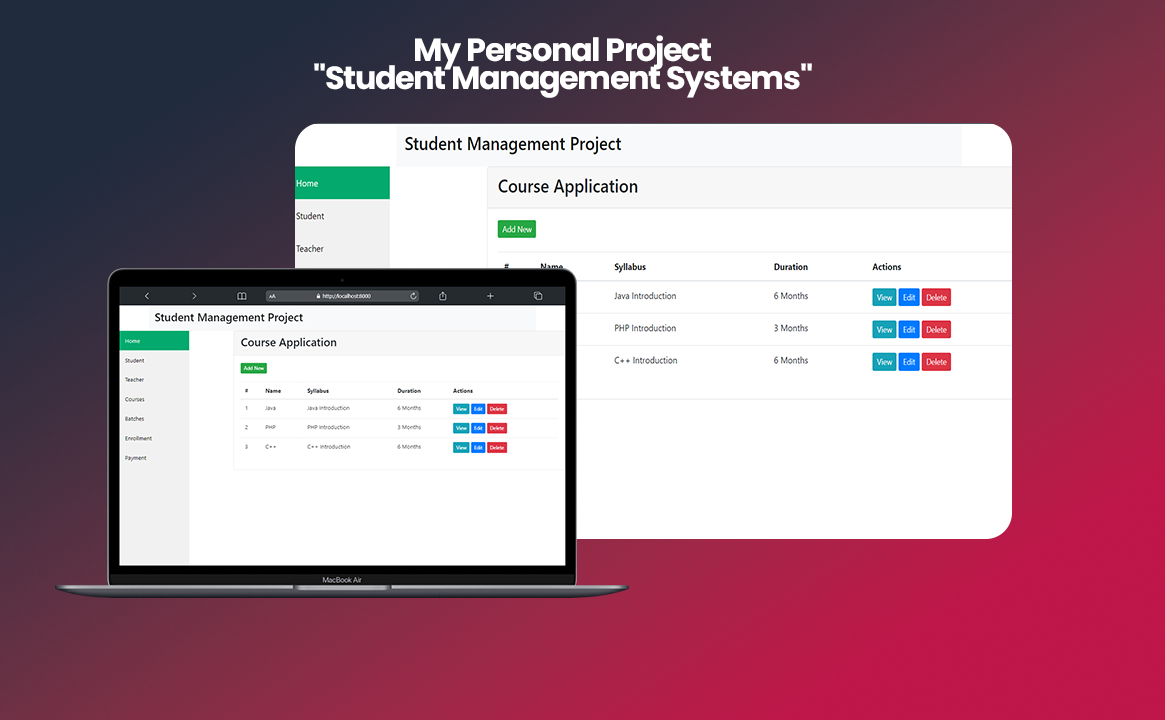 My Personal Project
"Student Management Systems"
Student Management Project
Home
Student
Teacher
Course Application
Add New
# Name Syllabus Duration Actions
Java Introduction 6 Months View Edit Delete
PHP Introduction 3 Months View Edit Delete
C++ Introduction 6 Months View Edit Delete
AA http://localhost:8000
Student Management Project
Home
Student
Teacher
Courses
Batches
Enrollment
Payment
Course Application
Add New
# Name Syllabus Duration Actions
1 Java Java Introduction 6 Months View Edit Delete
2 PHP PHP Introduction 3 Months View Edit Delete
3 C++ C++ Introduction 6 Months View Edit Delete
MacBook Air